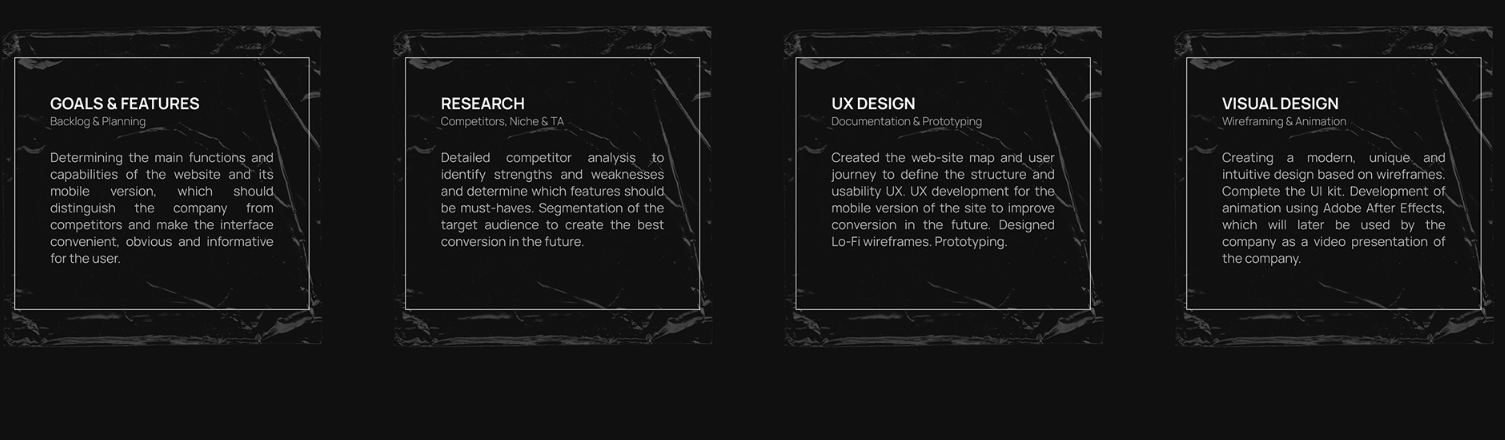 GOALS & FEATURES
Backlog & Planning
Determining the main functions and
capabilities of the website and its
mobile version, which should
distinguish the company from
competitors and make the interface
convenient, obvious and informative
for the user.
RESEARCH
Competitors, Niche & TA
Detailed competitor analysis to
identify strengths and weaknesses
and determine which features should
be must-haves. Segmentation of the
target audience to create the best
conversion in the future.
UX DESIGN
Documentation & Prototyping
Created the web-site map and user
journey to define the structure and
usability UX. UX development for the
mobile version of the site to improve
conversion in the future. Designed
Lo-Fi wireframes. Prototyping.
VISUAL DESIGN
Wireframing & Animation
Creating a modern, unique and
intuitive design based on wireframes.
Complete the UI kit. Development of
animation using Adobe After Effects,
which will later be used by the
company as a video presentation of
the company.